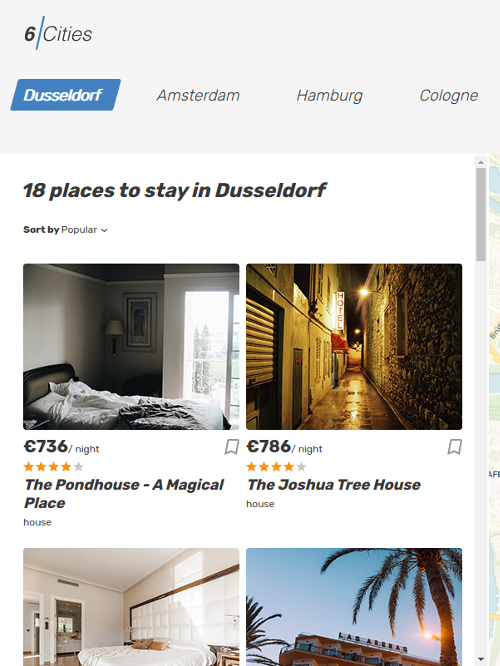 6 Cities
Dusseldorf Amsterdam Hamburg Cologne
18 places to stay in Dusseldorf
Sort by Popular
HOTEL
€736/ night
The Pondhouse - A Magical
Place
house
€786/ night
The Joshua Tree House
house
LAS ARENAS